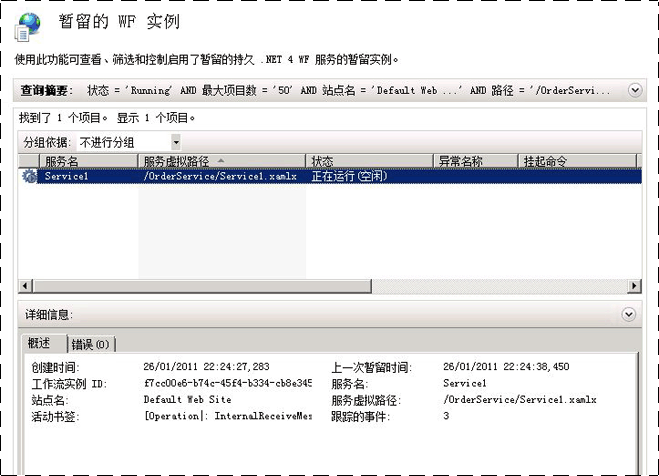 暂留的 WF 实例
使用此功能可查看、筛选和控制启用了暂留的持久 .NET 4 WF 服务的暂留实例。
查询摘要: 状态 = 'Running' AND 最大项目数 = '50' AND 站点名 = 'Default Web ...' AND 路径 = '/OrderServi...
找到了 1 个项目。 显示 1 个项目。
分组依据: 不进行分组
服务名 服务虚拟路径 状态 异常名称 挂起命令
Service1 /OrderService/Service1.xamlx 正在运行(空闲)
详细信息:
概述 错误(0)
创建时间: 26/01/2011 22:24:27,283 上一次暂留时间: 26/01/2011 22:24:38,450
工作流实例 ID: f7cc00e6-b74c-45f4-b334-cb8e345 服务名: Service1
站点名: Default Web Site 服务虚拟路径: /OrderService/Service1.xamlx
活动书签: [Operation|: InternalReceiveMes 跟踪的事件: 3